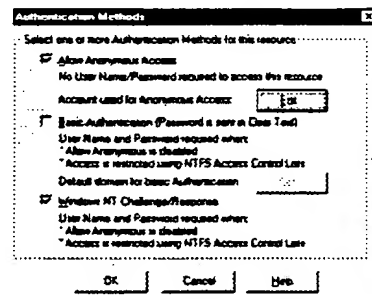 Authentication Methods
Select one or more Authentication Methods for this resource
Allow Anonymous Access
No User Name/Password required to access this resource
Account used for Anonymous Access:
Basic Authentication (Password is sent in Clear Text)
User Name and Password required when:
* Allow Anonymous is disabled
* Access is restricted using NTFS Access Control Lists
Default domain for basic Authentication
Windows NT Challenge/Response
User Name and Password required when:
* Allow Anonymous is disabled
* Access is restricted using NTFS Access Control Lists
OK Cancel Help